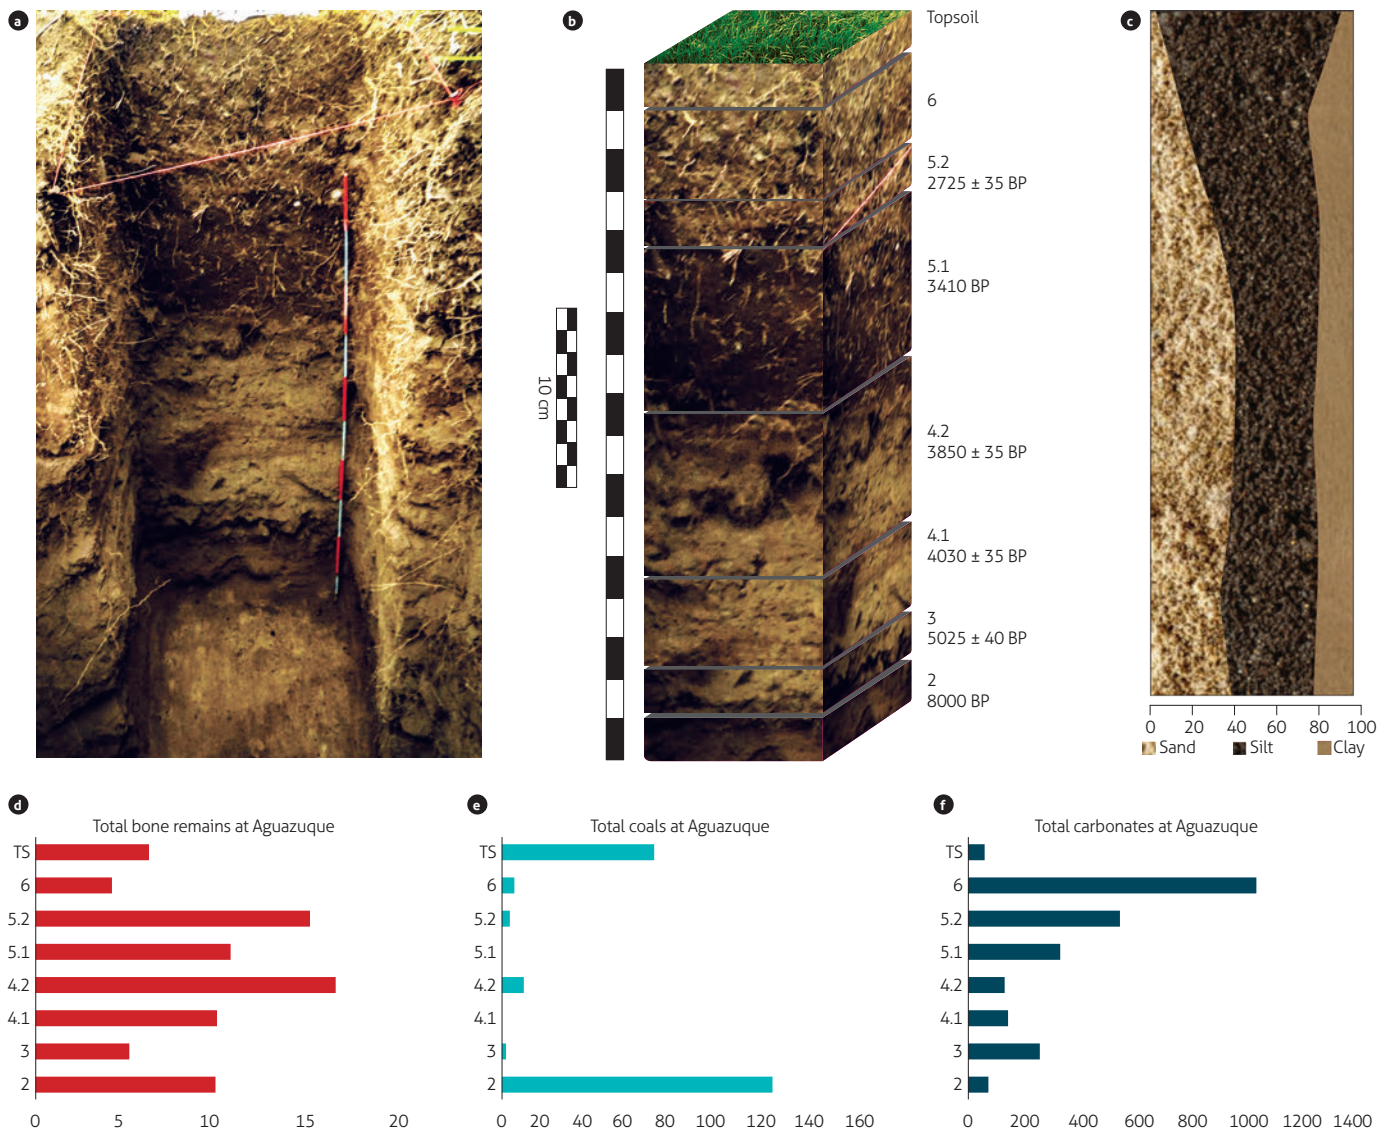 a
b
Topsoil
6
5.2
2725 ± 35 BP
5.1
3410 BP
4.2
3850 ± 35 BP
4.1
4030 ± 35 BP
3
5025 ± 40 BP
2
8000 BP
10 cm
c
0 20 40 60 80 100
Sand Silt Clay
d
Total bone remains at Aguazuque
TS
6
5.2
5.1
4.2
4.1
3
2
0 5 10 15 20
e
Total coals at Aguazuque
TS
6
5.2
5.1
4.2
4.1
3
2
0 20 40 60 80 100 140 160
f
Total carbonates at Aguazuque
TS
6
5.2
5.1
4.2
4.1
3
2
0 200 400 600 800 1000 1200 1400